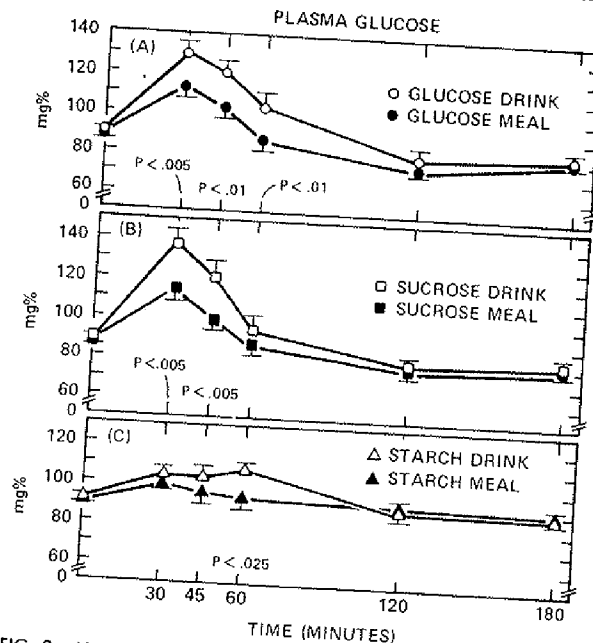 PLASMA GLUCOSE
140
(A)
120
100
mg%
80
60
0
GLUCOSE DRINK
GLUCOSE MEAL
P < .005
P < .01
P < .01
140
(B)
120
100
mg%
80
60
0
SUCROSE DRINK
SUCROSE MEAL
P < .005
P < .005
120
(C)
100
mg%
80
60
0
STARCH DRINK
STARCH MEAL
P < .025
30 45 60 120 180
TIME (MINUTES)